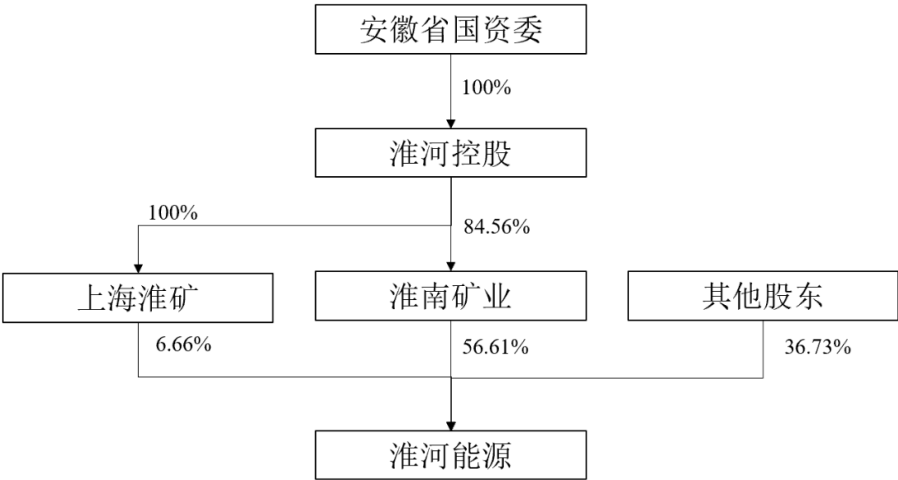 安徽省国资委
100%
淮河控股
100%
84.56%
上海淮矿
淮南矿业
其他股东
6.66%
56.61%
36.73%
淮河能源